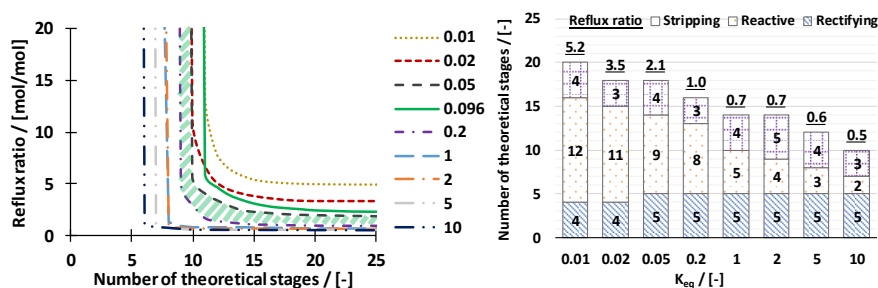 Reflux ratio / [mol/mol]
20
15
10
5
0
0 5 10 15 20 25
Number of theoretical stages / [-]
0.01
0.02
0.05
0.096
0.2
1
2
5
10
Reflux ratio Stripping Reactive Rectifying
Number of theoretical stages / [-]
25
20
15
10
5
0
5.2 3.5 2.1 1.0 0.7 0.7 0.6 0.5
4 3 4 3 4 5 4 3
12 11 9 8 5 4 3 2
4 4 5 5 5 5 5 5
0.01 0.02 0.05 0.2 1 2 5 10
Keq / [-]